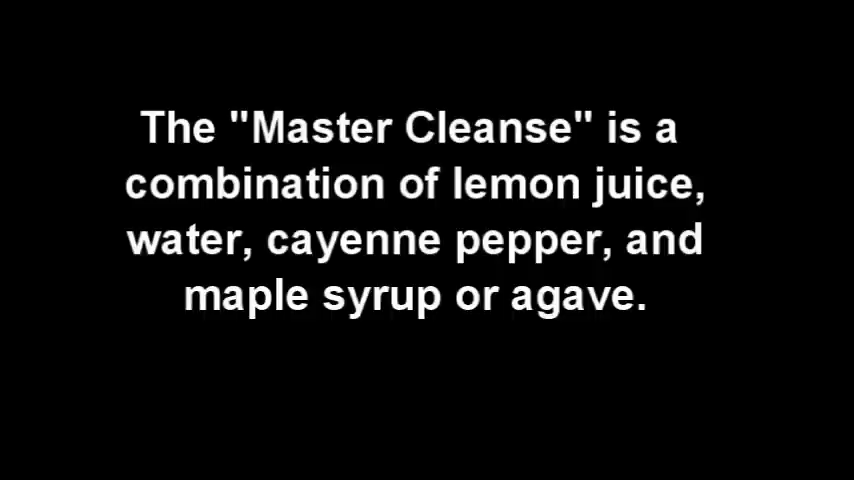 The "Master Cleanse" is a
combination of lemon juice,
water, cayenne pepper, and
maple syrup or agave.